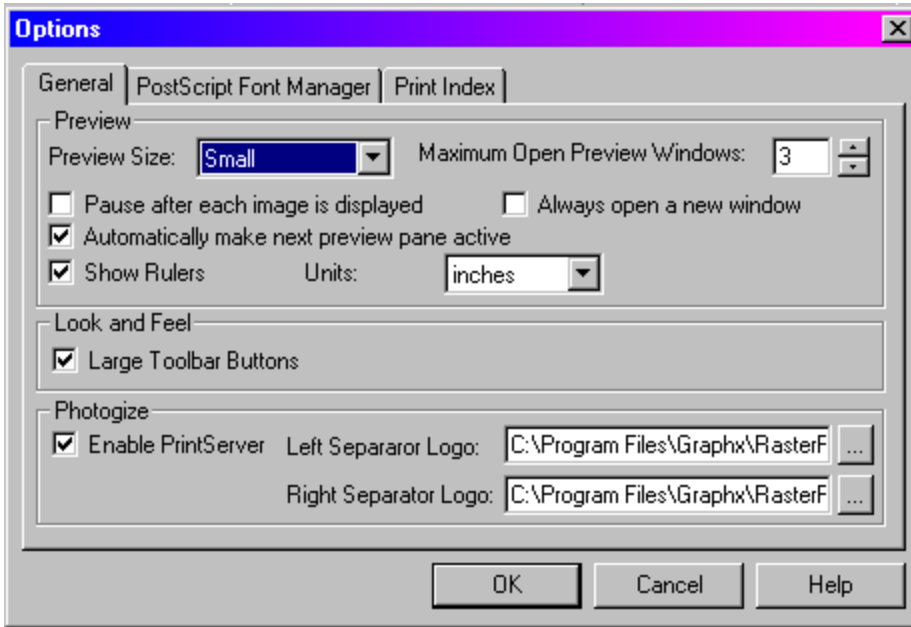 Options
General PostScript Font Manager Print Index
Preview
Preview Size: Small Maximum Open Preview Windows: 3
Pause after each image is displayed Always open a new window
Automatically make next preview pane active
Show Rulers Units: inches
Look and Feel
Large Toolbar Buttons
Photogize
Enable PrintServer Left Separaror Logo: C:\Program Files\Graphx\RasterF ...
Right Separator Logo: C:\Program Files\Graphx\RasterF ...
OK Cancel Help